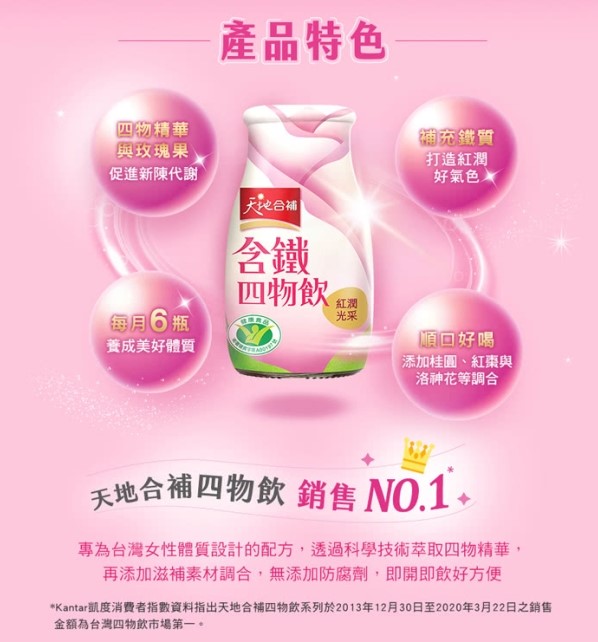 產品特色
四物精華
與玫瑰果
促進新陳代謝
補充鐵質
打造紅潤
好氣色
天地合補
含鐵
四物飲
紅潤
光采
健康食品
每月6瓶
養成美好體質
順口好喝
添加桂圓、紅棗與
洛神花等調合
天地合補四物飲 銷售 NO.1*
專為台灣女性體質設計的配方，透過科學技術萃取四物精華，
再添加滋補素材調合，無添加防腐劑，即開即飲好方便
*Kantar凱度消費者指數資料指出天地合補四物飲系列於2013年12月30日至2020年3月22日之銷售
金額為台灣四物飲市場第一。